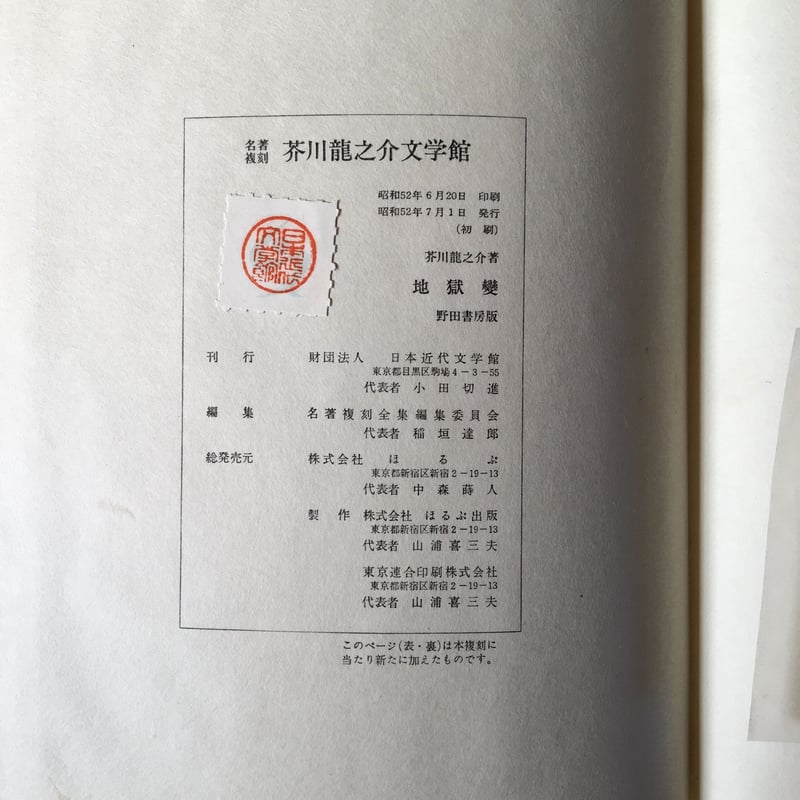 名著複刻 芥川龍之介文学館
昭和52年6月20日 印刷
昭和52年7月1日 発行
(初 刷)
芥川龍之介著
地獄變
野田書房版
日本近代文学館
刊行 財団法人 日本近代文学館
東京都目黒区駒場4-3-55
代表者 小田切進
編集 名著複刻全集編集委員会
代表者 稲垣達郎
総発売元 株式会社 ほるぷ
東京都新宿区新宿2-19-13
代表者 中森蒔人
製作 株式会社 ほるぷ出版
東京都新宿区新宿2-19-13
代表者 山浦喜三夫
東京連合印刷株式会社
東京都新宿区新宿2-19-13
代表者 山浦喜三夫
このページ(表・裏)は本複刻に
当たり新たに加えたものです。